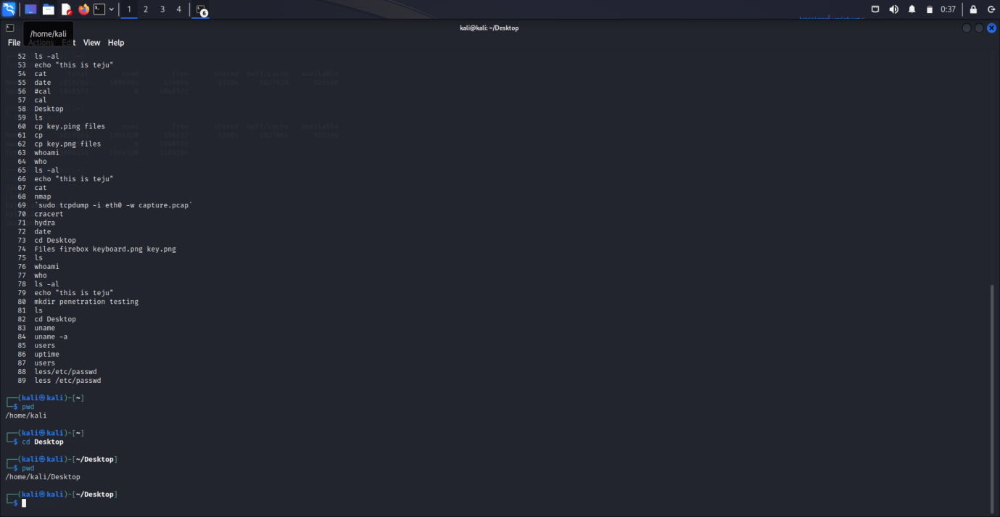 1 2 3 4 6 0:37
/home/kali
kali@kali: ~/Desktop
File Actions Edit View Help
52 ls -al
53 echo "this is teju"
54 cat
55 date
56 #cal
57 cal
58 Desktop
59 ls
60 cp key.ping files
61 cp
62 cp key.png files
63 whoami
64 who
65 ls -al
66 echo "this is teju"
67 cat
68 nmap
69 `sudo tcpdump -i eth0 -w capture.pcap`
70 cracert
71 hydra
72 date
73 cd Desktop
74 Files firebox keyboard.png key.png
75 ls
76 whoami
77 who
78 ls -al
79 echo "this is teju"
80 mkdir penetration testing
81 ls
82 cd Desktop
83 uname
84 uname -a
85 users
86 uptime
87 users
88 less/etc/passwd
89 less /etc/passwd
┌──(kali㉿kali)-[~]
└─$ pwd
/home/kali
┌──(kali㉿kali)-[~]
└─$ cd Desktop
┌──(kali㉿kali)-[~/Desktop]
└─$ pwd
/home/kali/Desktop
┌──(kali㉿kali)-[~/Desktop]
└─$